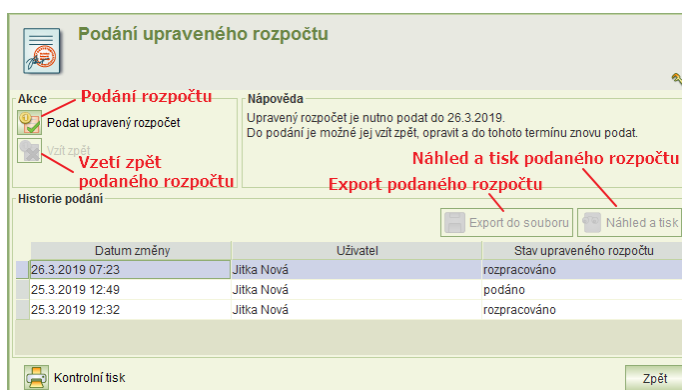 Podání upraveného rozpočtu
Akce
Podání rozpočtu
Podat upravený rozpočet
Vzít zpět
Vzetí zpět
podaného rozpočtu
Nápověda
Upravený rozpočet je nutno podat do 26.3.2019.
Do podání je možné jej vzít zpět, opravit a do tohoto termínu znovu podat.
Náhled a tisk podaného rozpočtu
Export podaného rozpočtu
Historie podání
Export do souboru Náhled a tisk
Datum změny Uživatel Stav upraveného rozpočtu
26.3.2019 07:23 Jitka Nová rozpracováno
25.3.2019 12:49 Jitka Nová podáno
25.3.2019 12:32 Jitka Nová rozpracováno
Kontrolní tisk Zpět